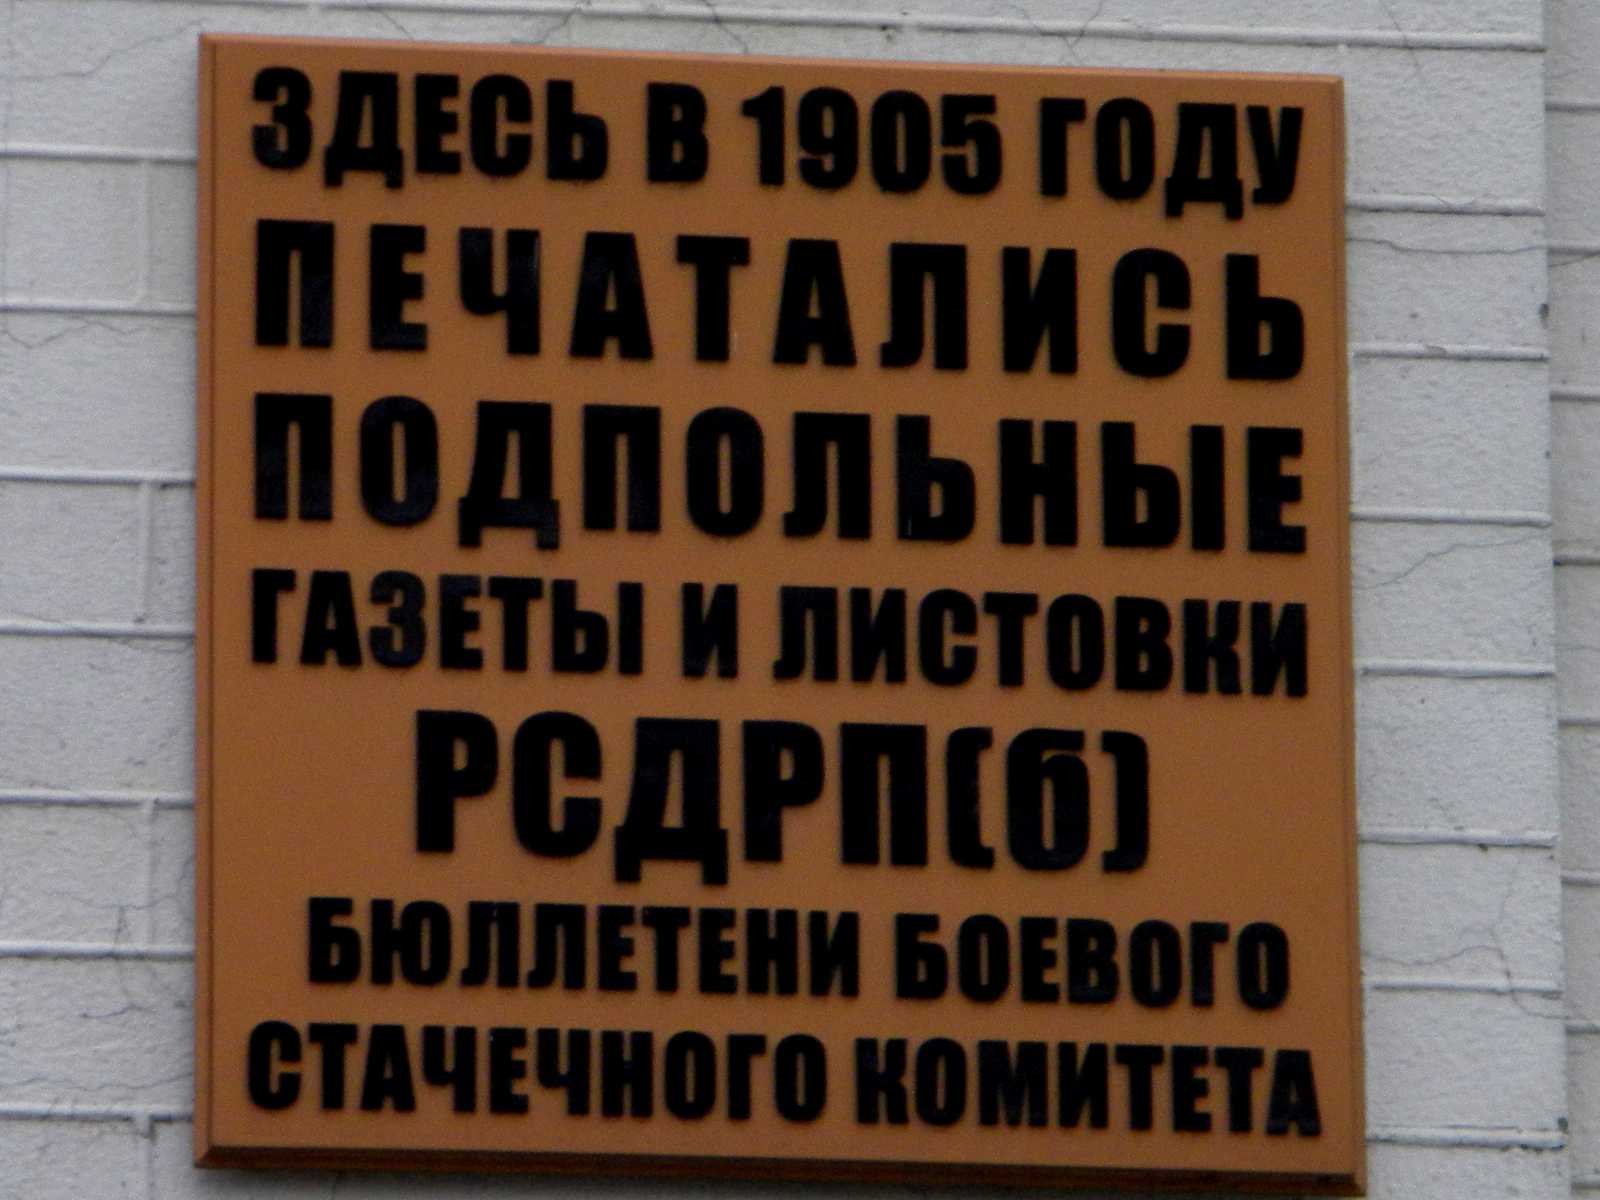 ЗДЕСЬ В 1905 ГОДУ
ПЕЧАТАЛИСЬ
ПОДПОЛЬНЫЕ
ГАЗЕТЫ И ЛИСТОВКИ
РСДРП(б)
БЮЛЛЕТЕНИ БОЕВОГО
СТАЧЕЧНОГО КОМИТЕТА